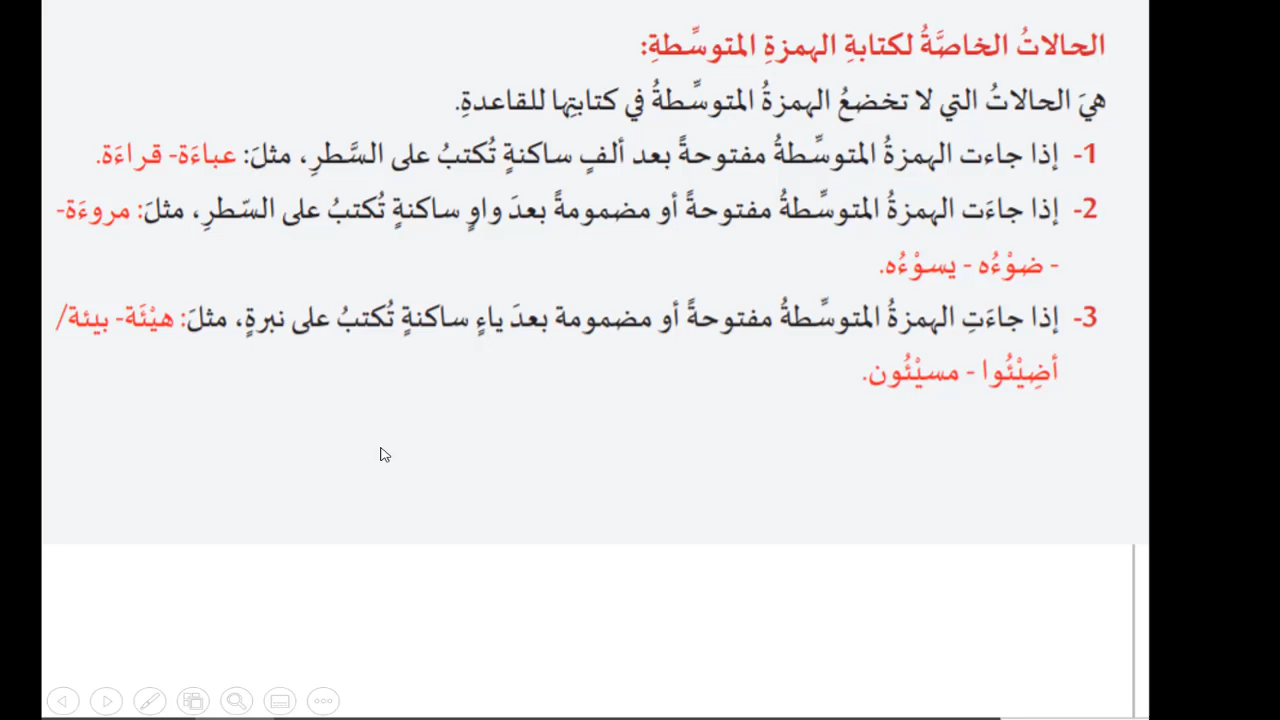 الحالاتُ الخاصَّةُ لكتابةِ الهمزةِ المتوسِّطةِ:
هيَ الحالاتُ التي لا تخضعُ الهمزةُ المتوسِّطةُ في كتابتِها للقاعدةِ.
1- إذا جاءت الهمزةُ المتوسِّطةُ مفتوحةً بعد ألفٍ ساكنةٍ تُكتبُ على السَّطرِ، مثلَ: عباءَة- قراءَة.
2- إذا جاءَت الهمزةُ المتوسِّطةُ مفتوحةً أو مضمومةً بعدَ واوٍ ساكنةٍ تُكتبُ على السّطرِ، مثلَ: مروءَة-
- ضوْءُه - يسوْءُه.
3- إذا جاءَتِ الهمزةُ المتوسِّطةُ مفتوحةً أو مضمومة بعدَ ياءٍ ساكنةٍ تُكتبُ على نبرةٍ، مثلَ: هيْئَة- بيئة/
أضِيْئُوا - مسيْئُون.